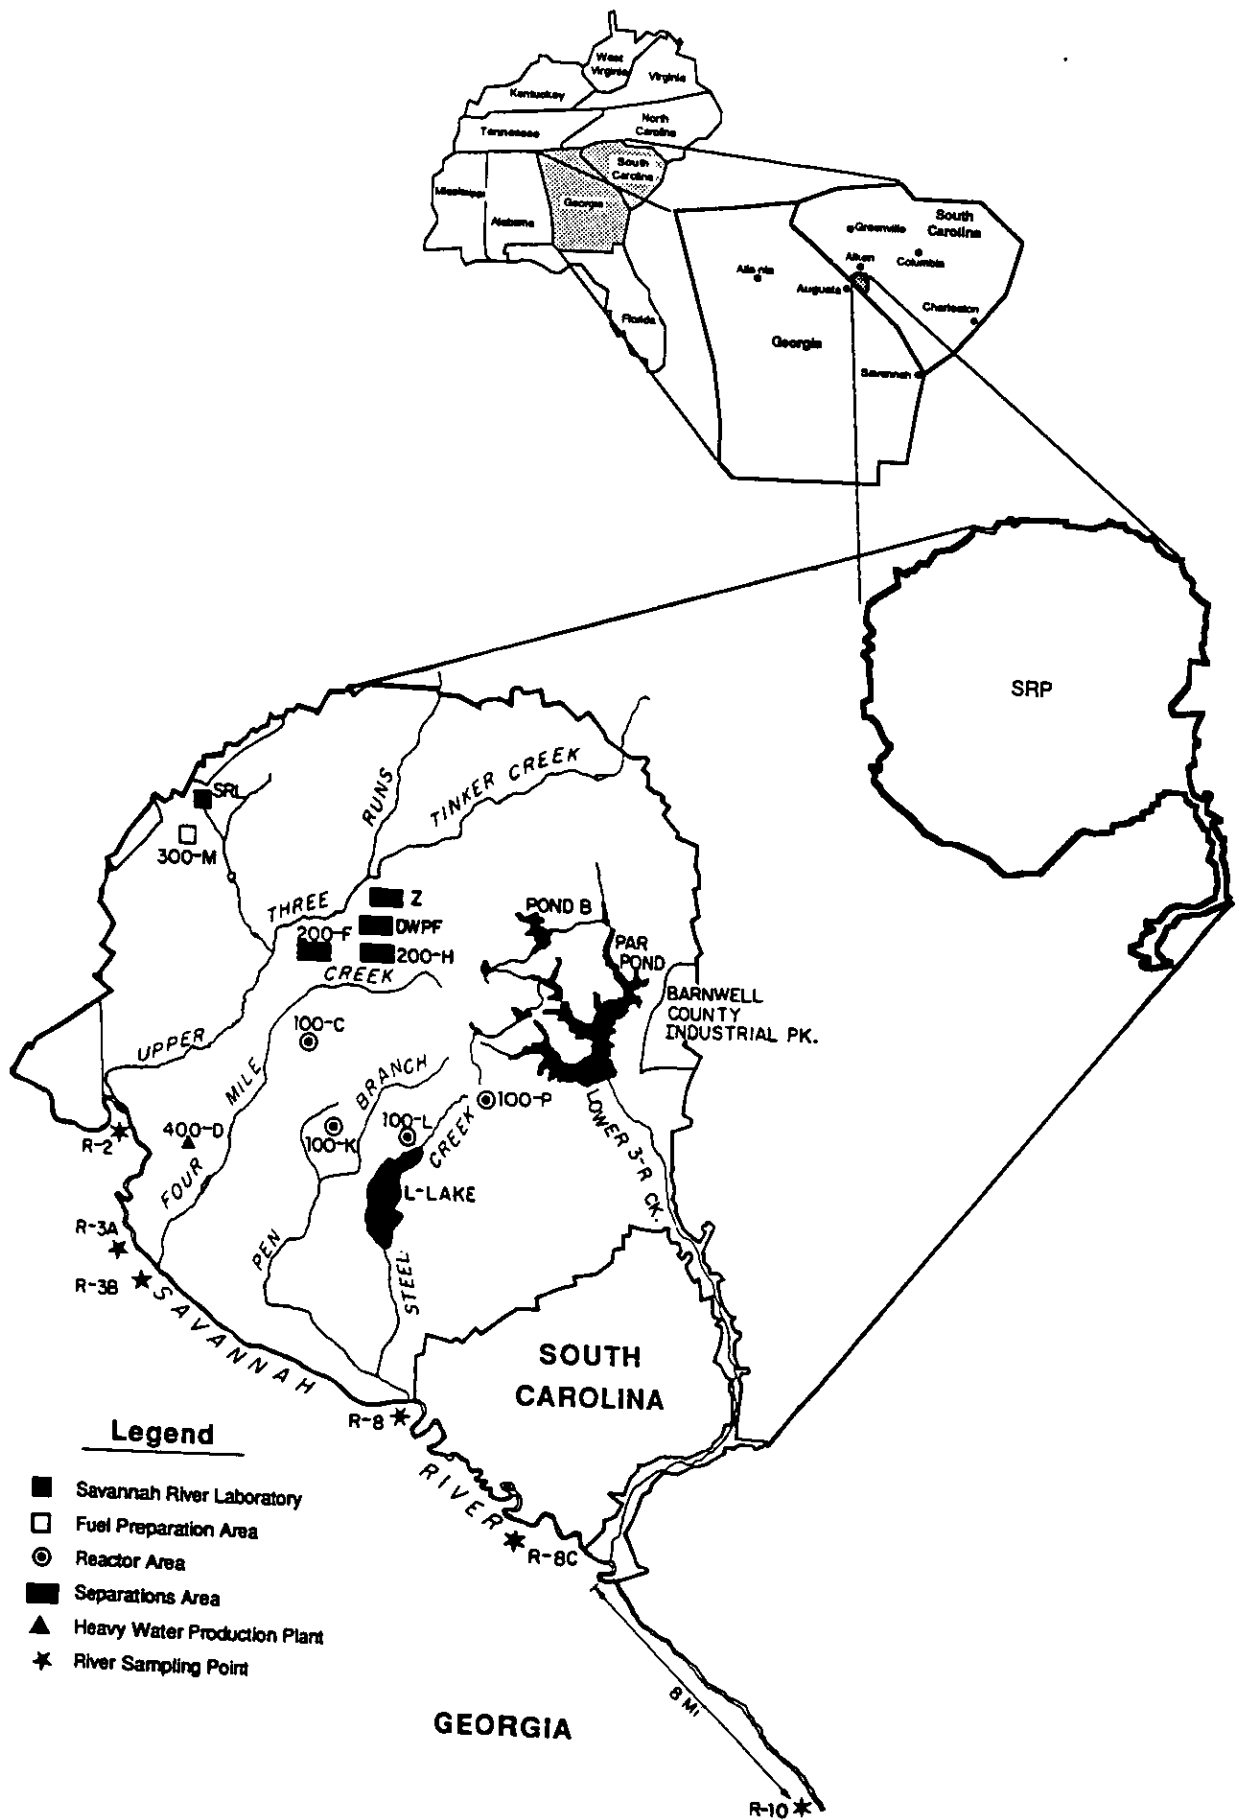 West
Virginia
Virginia
Kentucky
North
Carolina
Tennessee
South
Carolina
Mississippi
Georgia
Alabama
Florida
South
Carolina
Greenville
Aiken
Columbia
Augusta
Charleston
Georgia
Savannah
SRP
SRL
300-M
RUNS
TINKER CREEK
THREE
Z
200-F
DWPF
200-H
CREEK
POND B
PAR
POND
BARNWELL
COUNTY
INDUSTRIAL PK.
100-C
UPPER
MILE
BRANCH
100-P
100-L
100-K
CREEK
LOWER 3-R CK.
R-2
400-D
FOUR
L-LAKE
R-3A
R-3B
PEN
STEEL
SAVANNAH
SOUTH
CAROLINA
R-8
RIVER
R-8C
Legend
Savannah River Laboratory
Fuel Preparation Area
Reactor Area
Separations Area
Heavy Water Production Plant
River Sampling Point
8 Mi
GEORGIA
R-10